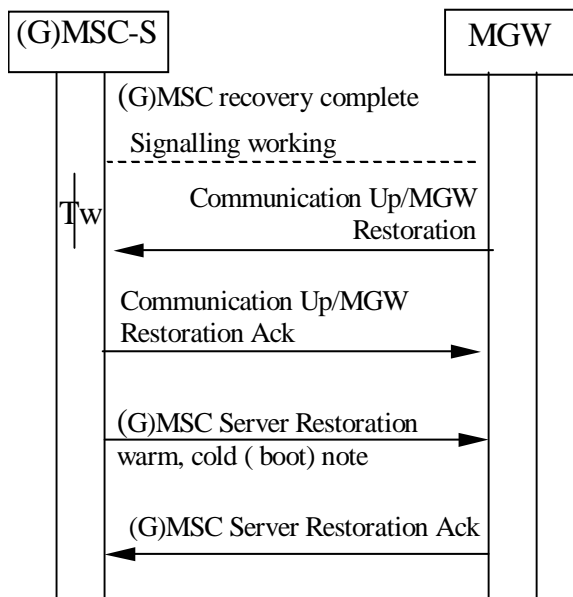 (G)MSC-S
MGW
(G)MSC recovery complete
Signalling working
Tw
Communication Up/MGW
Restoration
Communication Up/MGW
Restoration Ack
(G)MSC Server Restoration
warm, cold ( boot) note
(G)MSC Server Restoration Ack